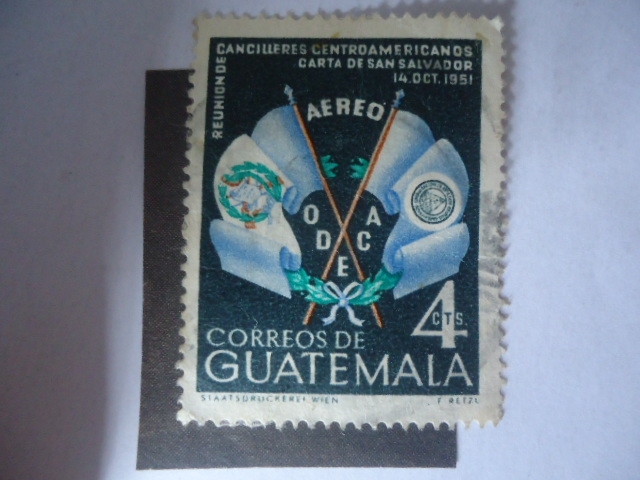 REUNION DE
CANCILLERES CENTROAMERICANOS
CARTA DE SAN SALVADOR
14. OCT. 1951
AEREO
O D E C A
4 CTS.
CORREOS DE
GUATEMALA
STAATSDRUCKEREI WIEN